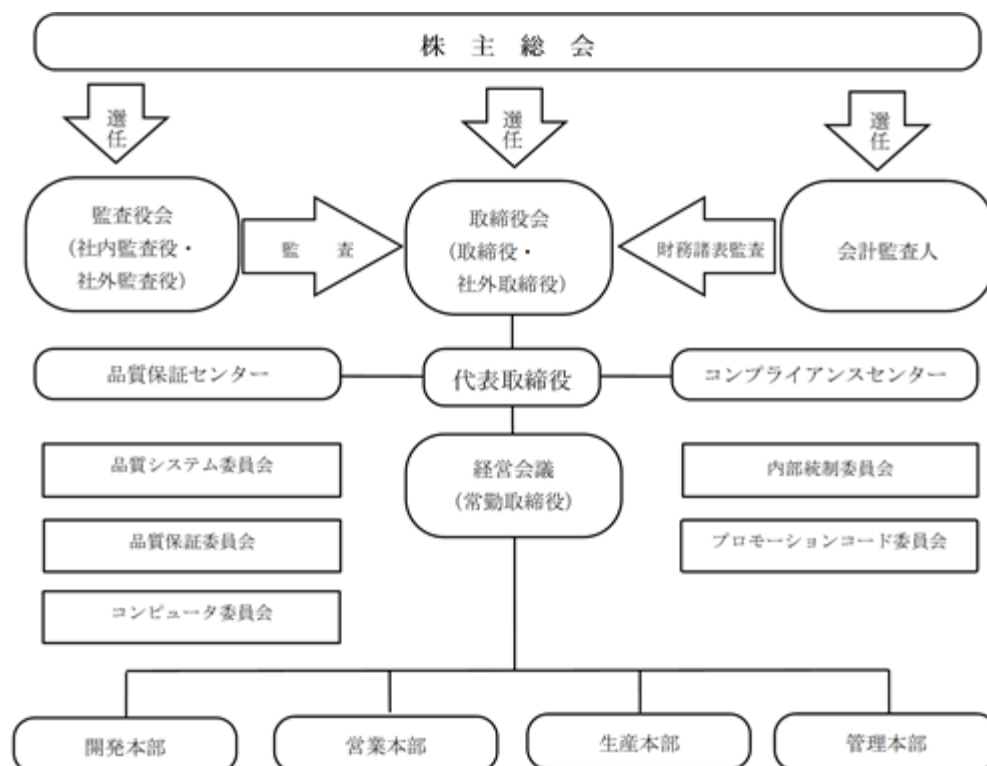 株主総会
選任
選任
選任
監査役会
(社内監査役・
社外監査役)
監査
取締役会
(取締役・
社外取締役)
財務諸表監査
会計監査人
品質保証センター
代表取締役
コンプライアンスセンター
品質システム委員会
経営会議
(常勤取締役)
内部統制委員会
品質保証委員会
プロモーションコード委員会
コンピュータ委員会
開発本部
営業本部
生産本部
管理本部